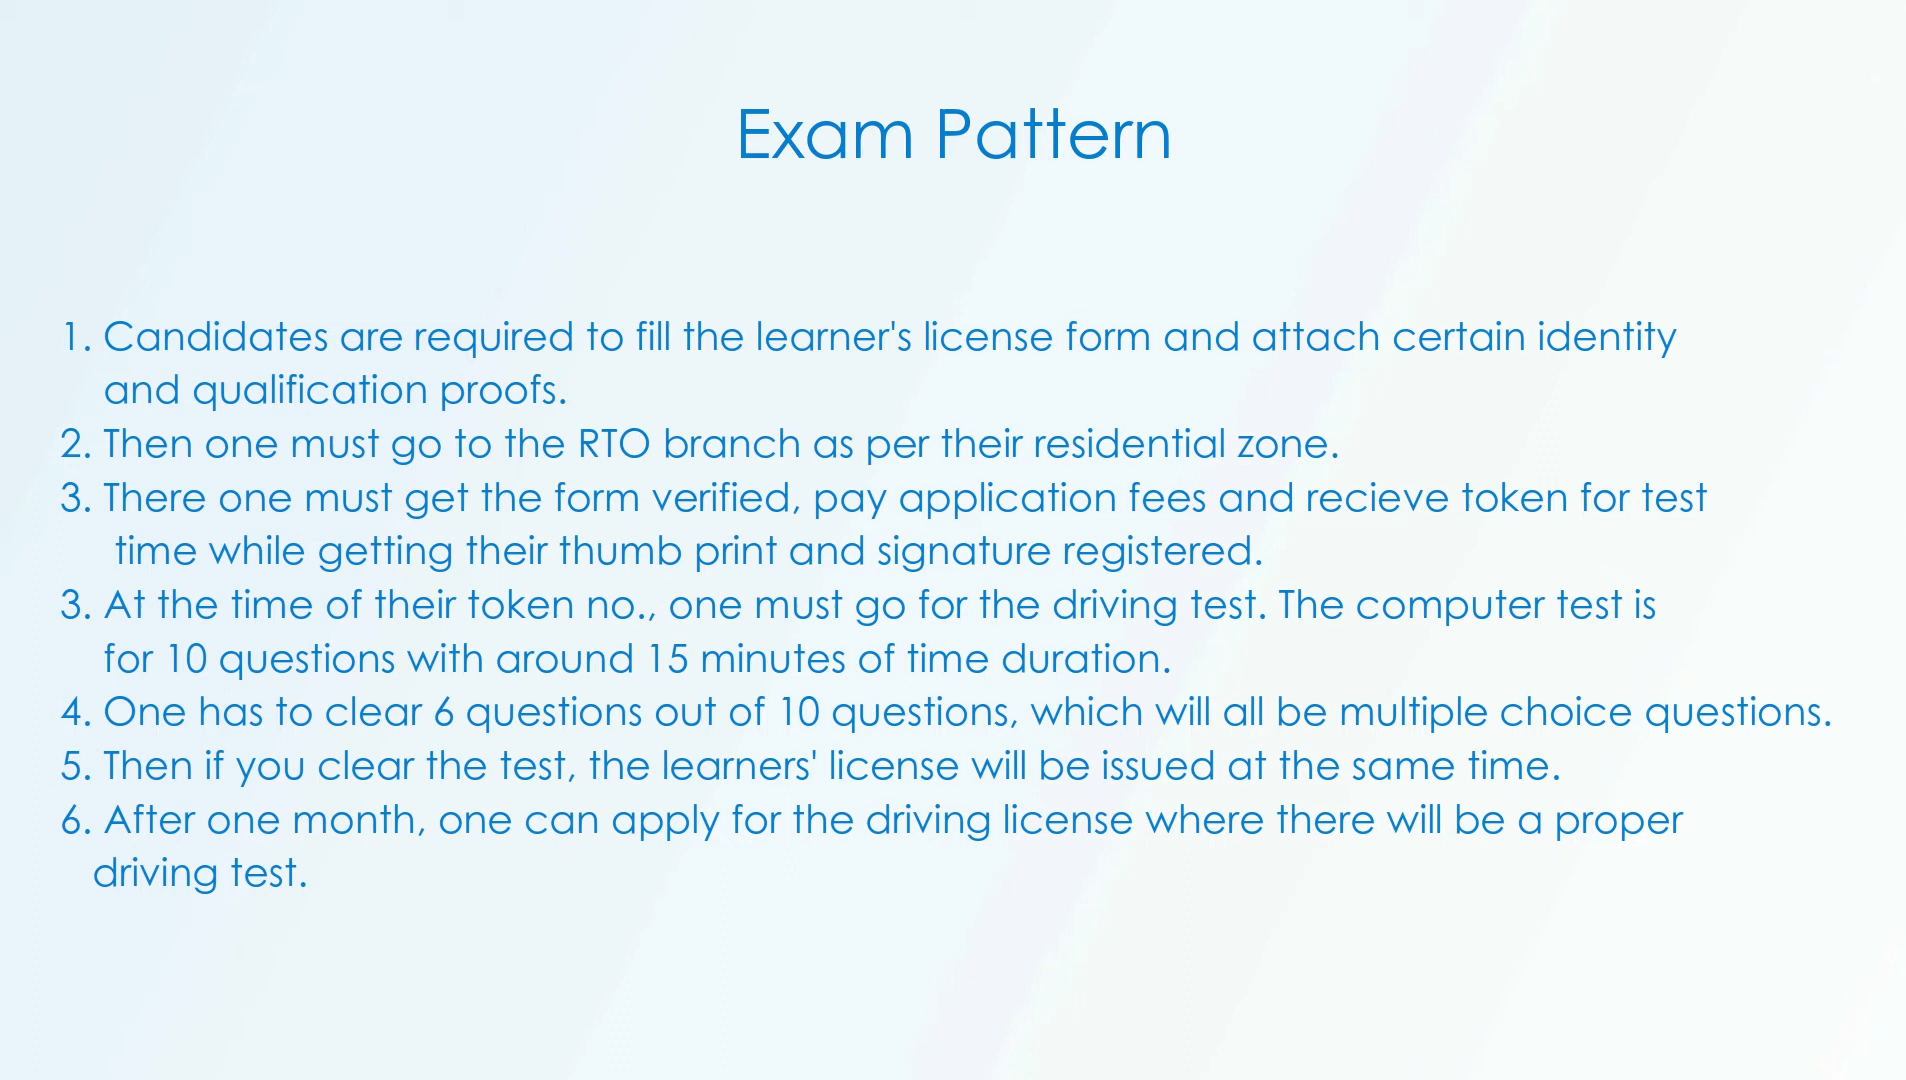 Exam Pattern
1. Candidates are required to fill the learner's license form and attach certain identity
and qualification proofs.
2. Then one must go to the RTO branch as per their residential zone.
3. There one must get the form verified, pay application fees and recieve token for test
time while getting their thumb print and signature registered.
3. At the time of their token no., one must go for the driving test. The computer test is
for 10 questions with around 15 minutes of time duration.
4. One has to clear 6 questions out of 10 questions, which will all be multiple choice questions.
5. Then if you clear the test, the learners' license will be issued at the same time.
6. After one month, one can apply for the driving license where there will be a proper
driving test.